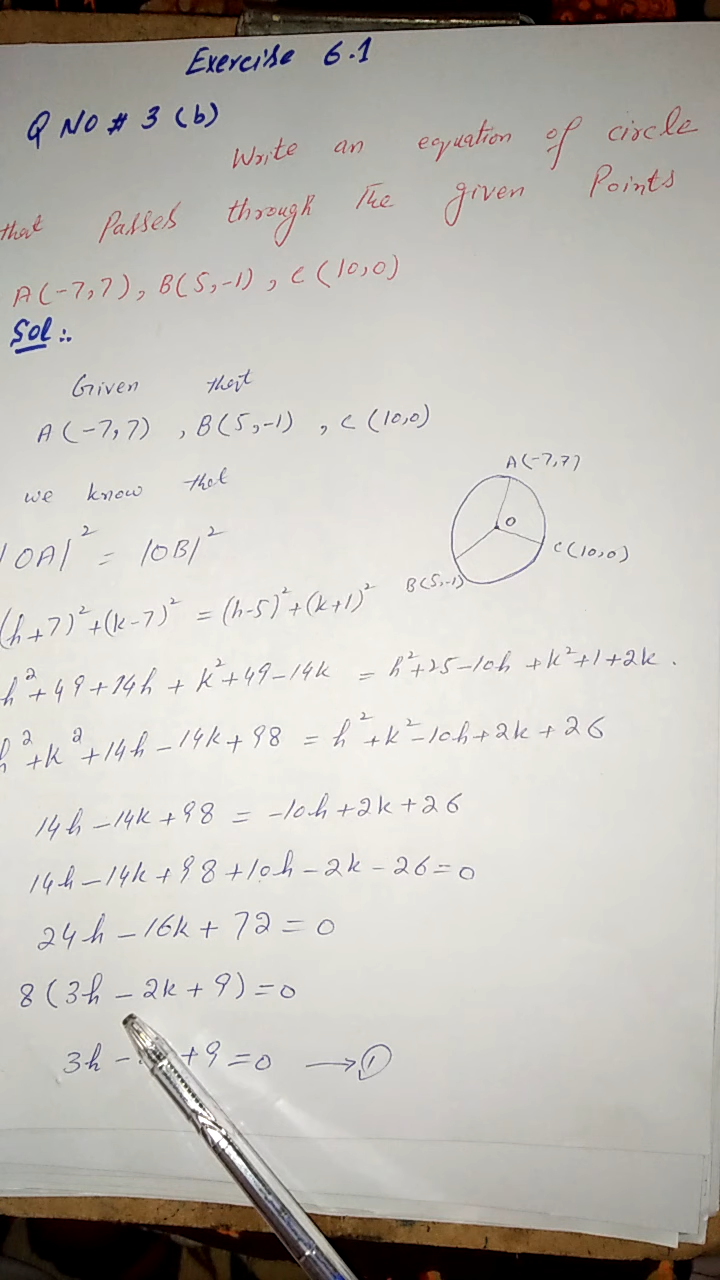 Exercise 6.1
Q NO # 3 (b)
Write an equation of circle
that Passes through The given Points
A(-7,7), B(5,-1), C(10,0)
Sol:.
Given that
A(-7,7), B(5,-1), C(10,0)
we know that
A(-7,7)
O
C(10,0)
B(5,-1)
|OA|² = |OB|²
(h+7)²+(k-7)² = (h-5)²+(k+1)²
h²+49+14h+k²+49-14k = h²+25-10h+k²+1+2k.
h²+k²+14h-14k+98 = h²+k²-10h+2k+26
14h-14k+98 = -10h+2k+26
14h-14k+98+10h-2k-26=0
24h-16k+72=0
8(3h-2k+9)=0
3h - +9=0 → ①